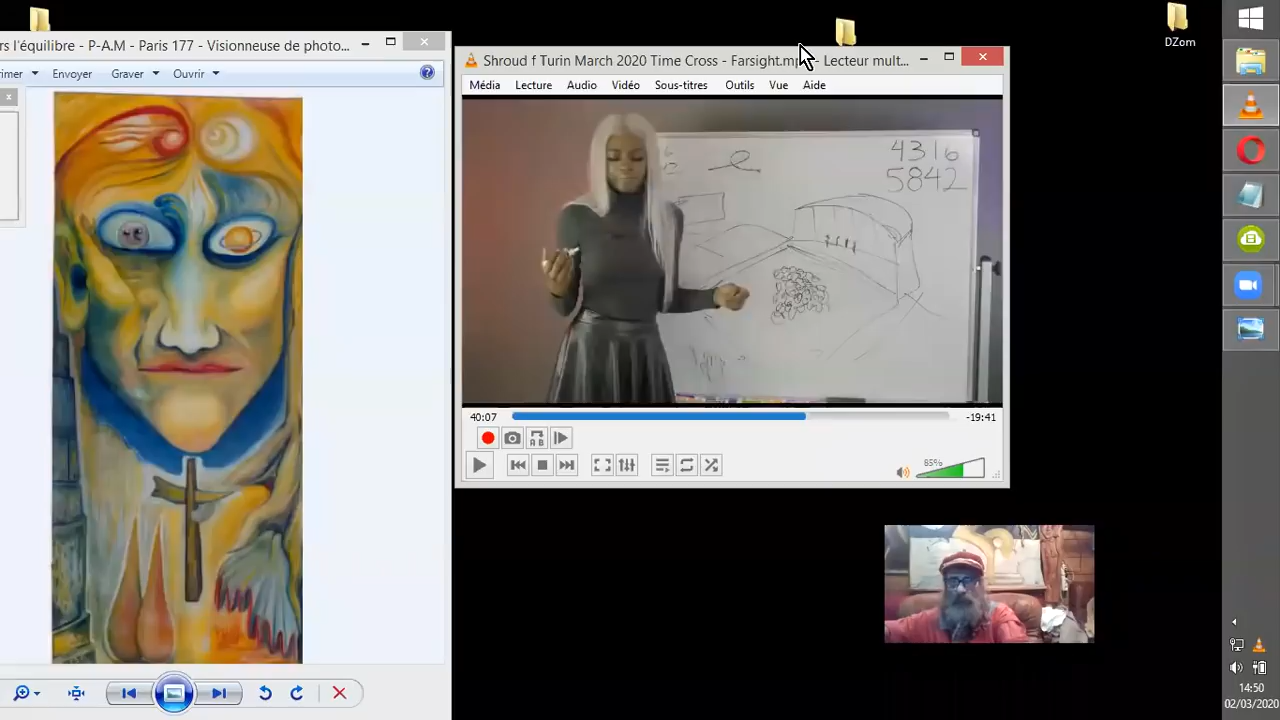 rs l'équilibre - P-A-M - Paris 177 - Visionneuse de photo...
rimer Envoyer Graver Ouvrir
Shroud f Turin March 2020 Time Cross - Farsight.mp - Lecteur mult...
Média Lecture Audio Vidéo Sous-titres Outils Vue Aide
4316
5842
40:07
-19:41
85%
DZom
14:50
02/03/2020